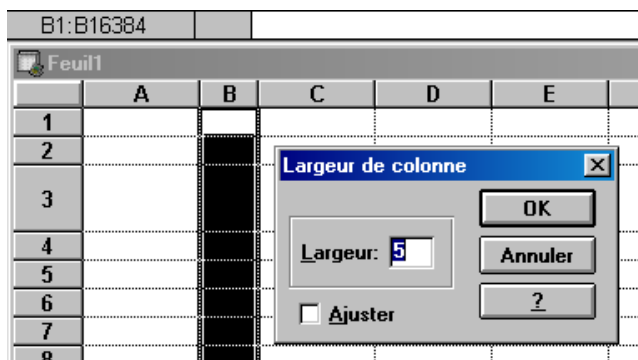 B1:B16384
Feuil1
A B C D E
1
2
Largeur de colonne
3
OK
Largeur: 5
4
Annuler
5
6
?
Ajuster
7
8